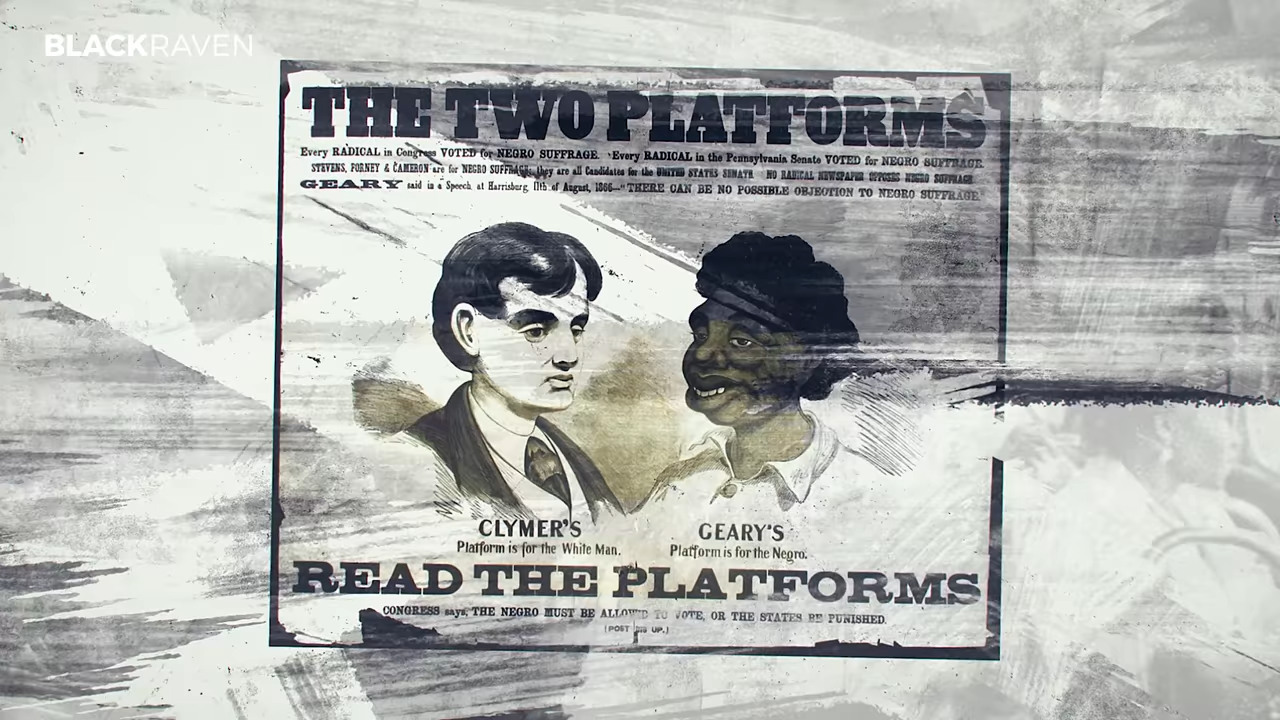 BLACKRAVEN
THE TWO PLATFORMS
Every RADICAL in Congress VOTED for NEGRO SUFFRAGE. Every RADICAL in the Pennsylvania Senate VOTED for NEGRO SUFFRAGE.
STEVENS, FORNEY & CAMERON are for NEGRO SUFFRAGE; they are all Candidates for the UNITED STATES SENATE. NO RADICAL NEWSPAPER OPPOSES NEGRO SUFFRAGE.
GEARY said in a Speech, at Harrisburg, 11th of August, 1866—"THERE CAN BE NO POSSIBLE OBJECTION TO NEGRO SUFFRAGE."
CLYMER'S
Platform is for the White Man.
GEARY'S
Platform is for the Negro.
READ THE PLATFORMS
CONGRESS says, THE NEGRO MUST BE ALLOWED TO VOTE, OR THE STATES BE PUNISHED.
[POST THIS UP.]